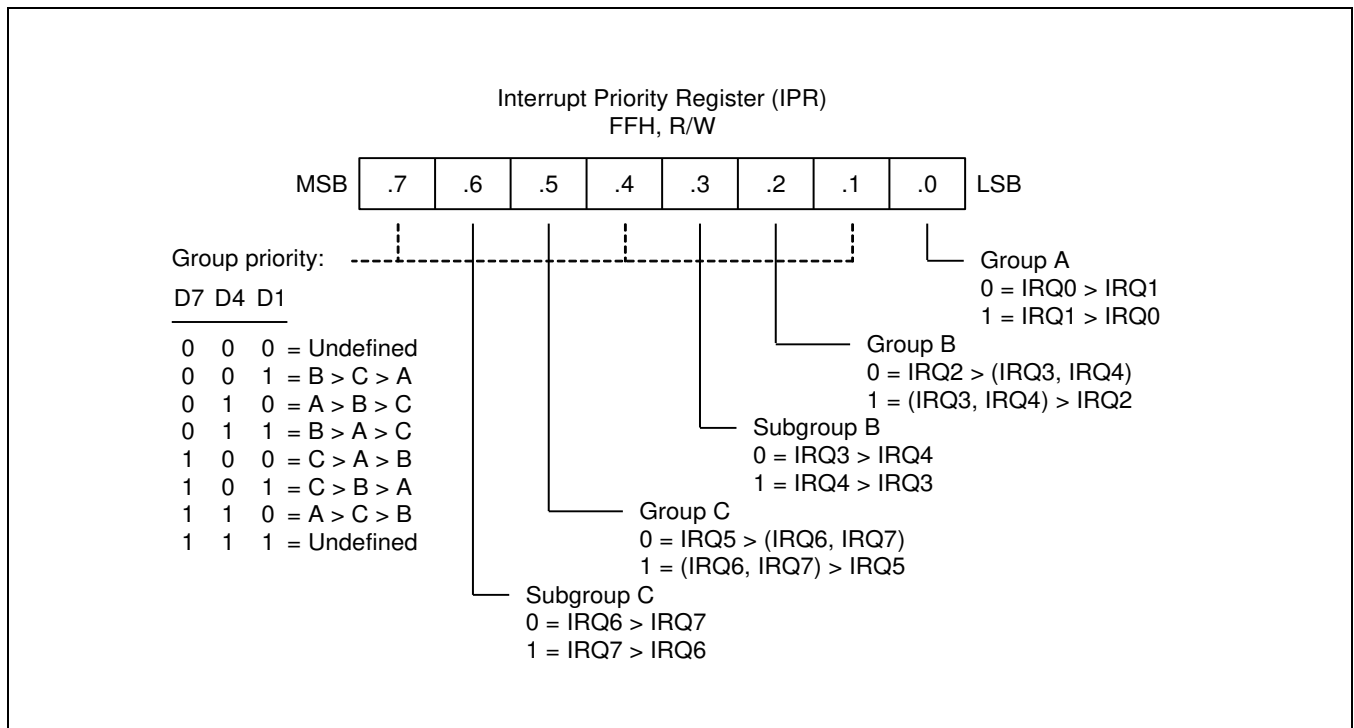 Interrupt Priority Register (IPR)
FFH, R/W
MSB .7 .6 .5 .4 .3 .2 .1 .0 LSB
Group priority:
D7 D4 D1
0 0 0 = Undefined
0 0 1 = B > C > A
0 1 0 = A > B > C
0 1 1 = B > A > C
1 0 0 = C > A > B
1 0 1 = C > B > A
1 1 0 = A > C > B
1 1 1 = Undefined
Group A
0 = IRQ0 > IRQ1
1 = IRQ1 > IRQ0
Group B
0 = IRQ2 > (IRQ3, IRQ4)
1 = (IRQ3, IRQ4) > IRQ2
Subgroup B
0 = IRQ3 > IRQ4
1 = IRQ4 > IRQ3
Group C
0 = IRQ5 > (IRQ6, IRQ7)
1 = (IRQ6, IRQ7) > IRQ5
Subgroup C
0 = IRQ6 > IRQ7
1 = IRQ7 > IRQ6